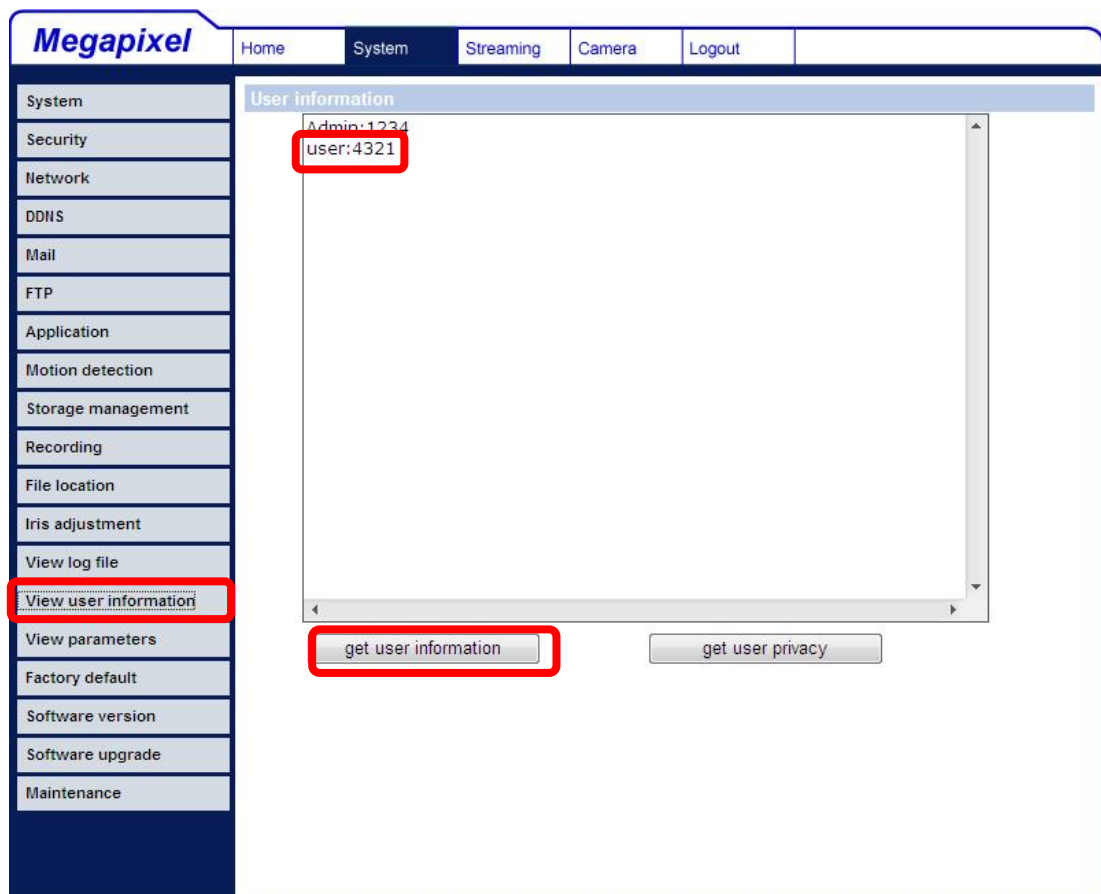 Megapixel
Home System Streaming Camera Logout
System
Security
Network
DDNS
Mail
FTP
Application
Motion detection
Storage management
Recording
File location
Iris adjustment
View log file
View user information
View parameters
Factory default
Software version
Software upgrade
Maintenance
User information
Admin:1234
user:4321
get user information get user privacy